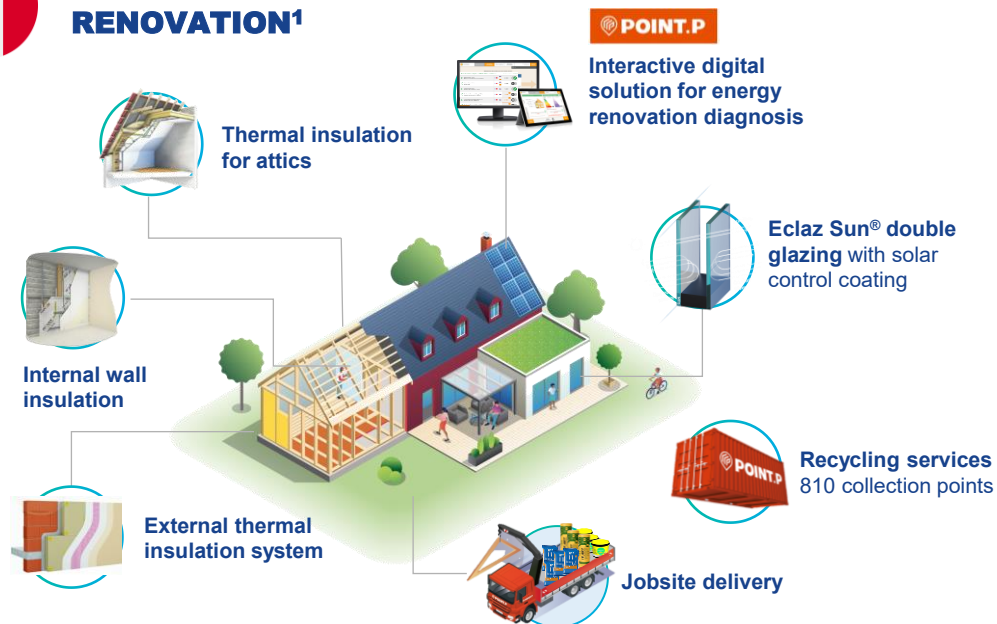 RENOVATION¹
POINT.P
Interactive digital
solution for energy
renovation diagnosis
Thermal insulation
for attics
Eclaz Sun® double
glazing with solar
control coating
Internal wall
insulation
POINT.P
Recycling services
810 collection points
External thermal
insulation system
Jobsite delivery